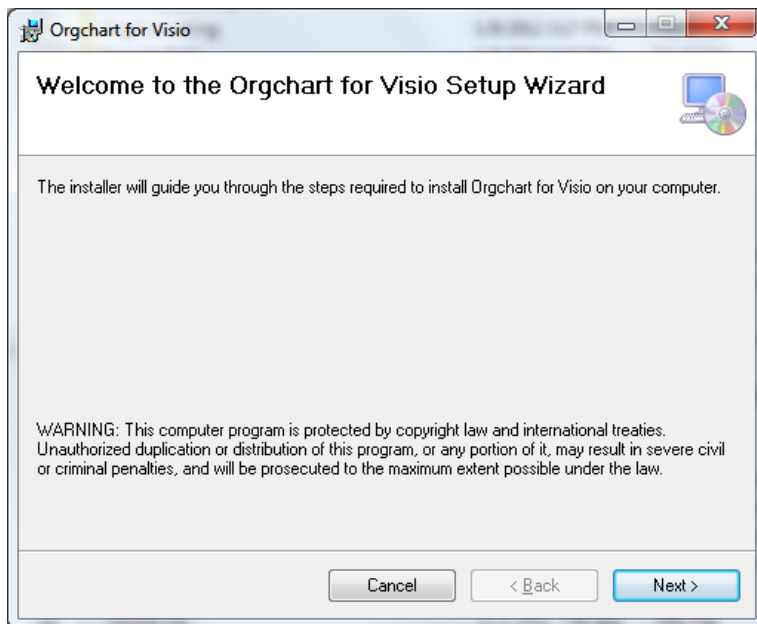 Orgchart for Visio
Welcome to the Orgchart for Visio Setup Wizard
The installer will guide you through the steps required to install Orgchart for Visio on your computer.
WARNING: This computer program is protected by copyright law and international treaties.
Unauthorized duplication or distribution of this program, or any portion of it, may result in severe civil
or criminal penalties, and will be prosecuted to the maximum extent possible under the law.
Cancel < Back Next >